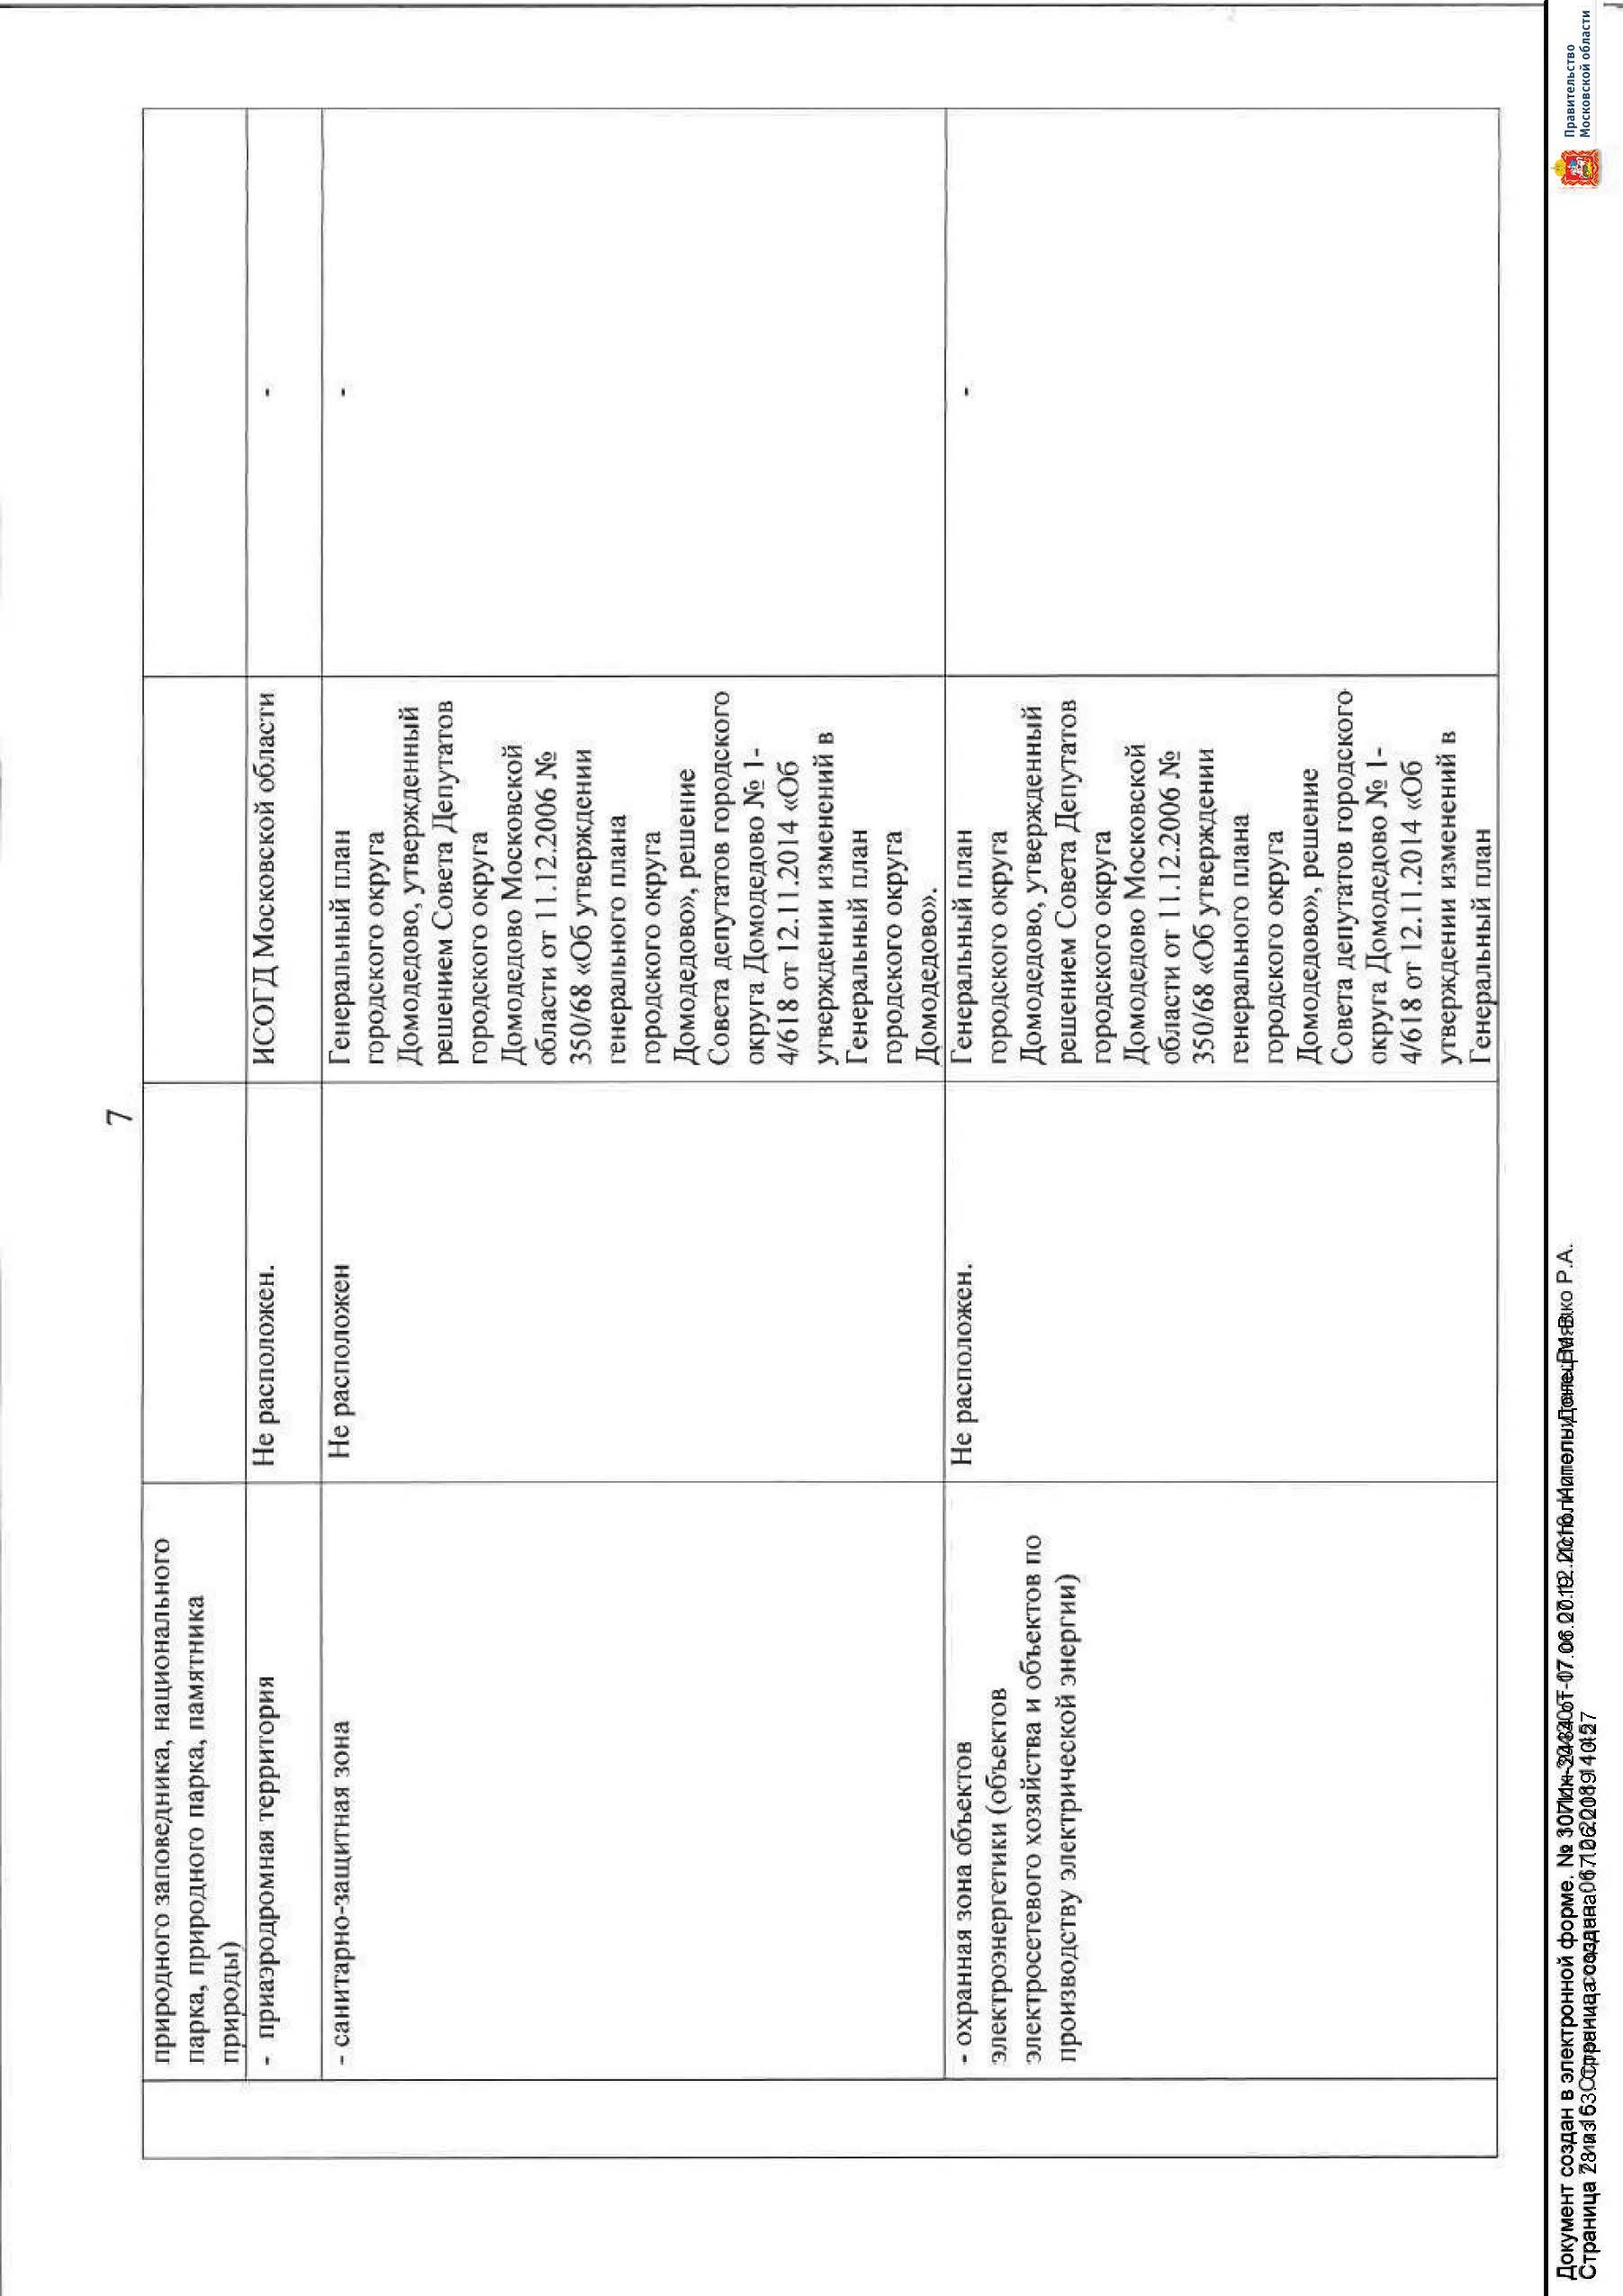 7
природного заповедника, национального
парка, природного парка, памятника
природы)
- приаэродромная территория
Не расположен.
ИСОГД Московской области
-
- санитарно-защитная зона
Не расположен
Генеральный план
городского округа
Домодедово, утвержденный
решением Совета Депутатов
городского округа
Домодедово Московской
области от 11.12.2006 №
350/68 «Об утверждении
генерального плана
городского округа
Домодедово», решение
Совета депутатов городского
округа Домодедово № 1-
4/618 от 12.11.2014 «Об
утверждении изменений в
Генеральный план
городского округа
Домодедово».
-
- охранная зона объектов
электроэнергетики (объектов
электросетевого хозяйства и объектов по
производству электрической энергии)
Не расположен.
Генеральный план
городского округа
Домодедово, утвержденный
решением Совета Депутатов
городского округа
Домодедово Московской
области от 11.12.2006 №
350/68 «Об утверждении
генерального плана
городского округа
Домодедово», решение
Совета депутатов городского
округа Домодедово № 1-
4/618 от 12.11.2014 «Об
утверждении изменений в
Генеральный план
-
Документ создан в электронной форме. №
Страница
Правительство
Московской области